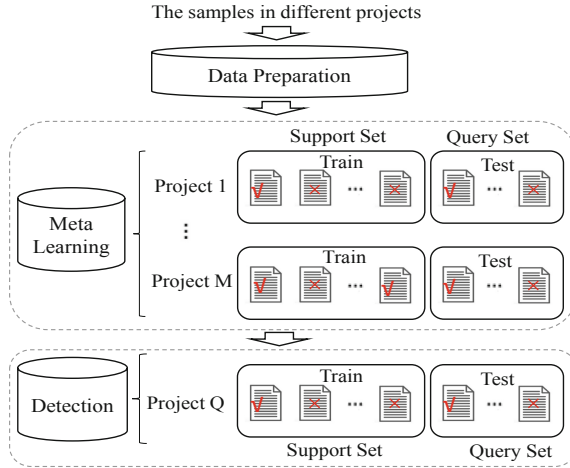 The samples in different projects
Data Preparation
Support Set
Query Set
Train
Test
Project 1
...
...
Meta
Learning
⋮
Train
Test
Project M
...
...
Train
Test
Detection
Project Q
...
...
Support Set
Query Set